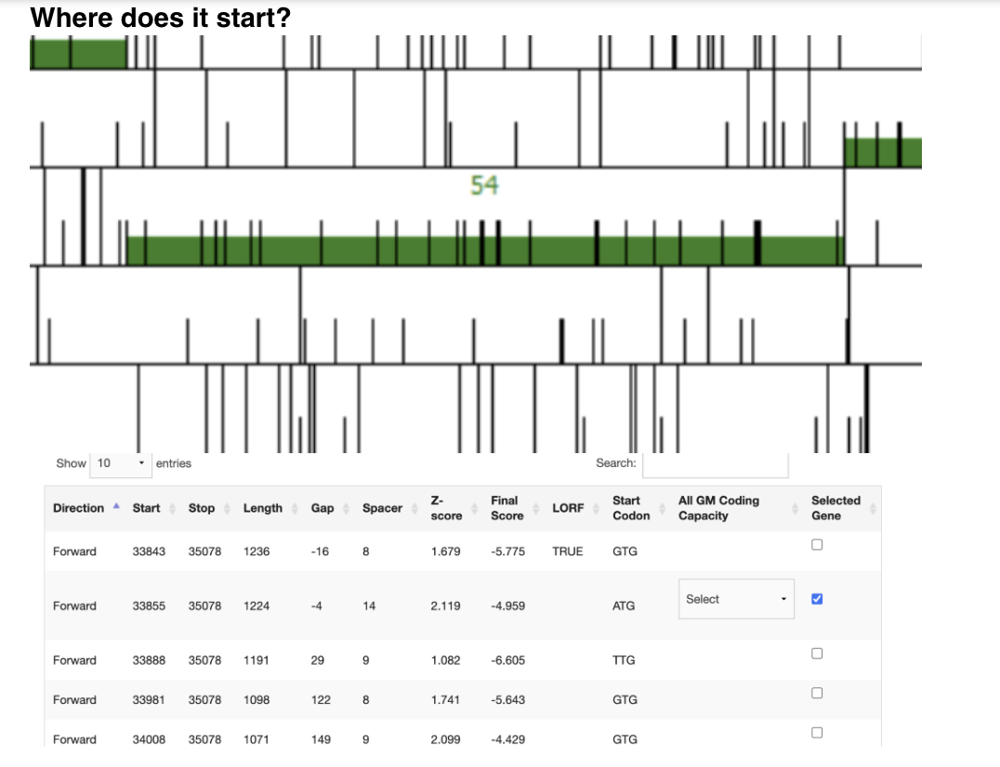 Where does it start?
54
Show 10 entries Search:
Direction Start Stop Length Gap Spacer Z-score Final Score LORF Start Codon All GM Coding Capacity Selected Gene
Forward 33843 35078 1236 -16 8 1.679 -5.775 TRUE GTG
Forward 33855 35078 1224 -4 14 2.119 -4.959 ATG Select
Forward 33888 35078 1191 29 9 1.082 -6.605 TTG
Forward 33981 35078 1098 122 8 1.741 -5.643 GTG
Forward 34008 35078 1071 149 9 2.099 -4.429 GTG